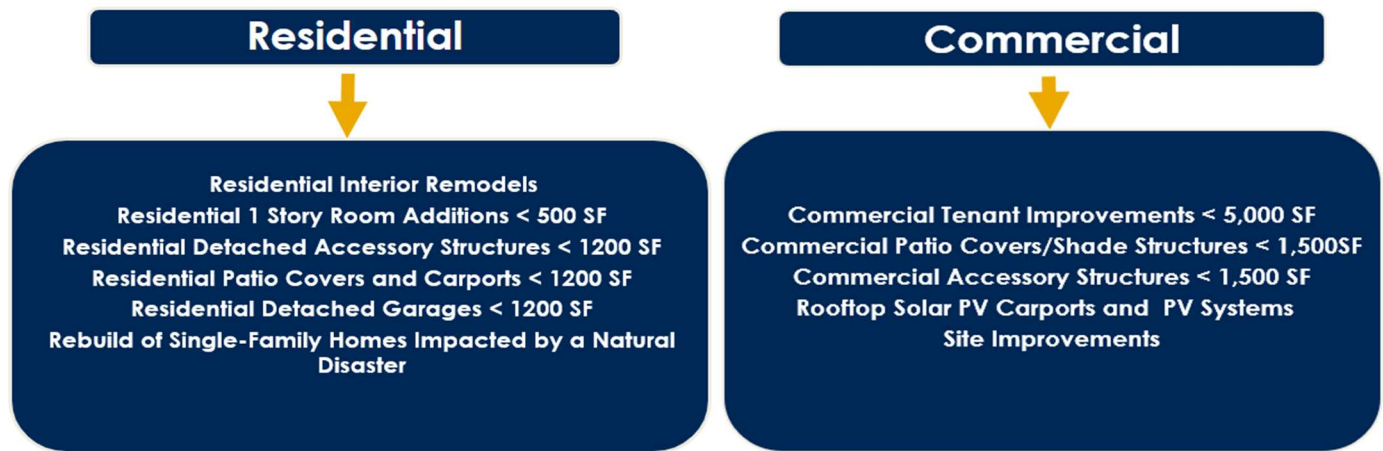 Residential
Residential Interior Remodels
Residential 1 Story Room Additions < 500 SF
Residential Detached Accessory Structures < 1200 SF
Residential Patio Covers and Carports < 1200 SF
Residential Detached Garages < 1200 SF
Rebuild of Single-Family Homes Impacted by a Natural
Disaster
Commercial
Commercial Tenant Improvements < 5,000 SF
Commercial Patio Covers/Shade Structures < 1,500SF
Commercial Accessory Structures < 1,500 SF
Rooftop Solar PV Carports and PV Systems
Site Improvements